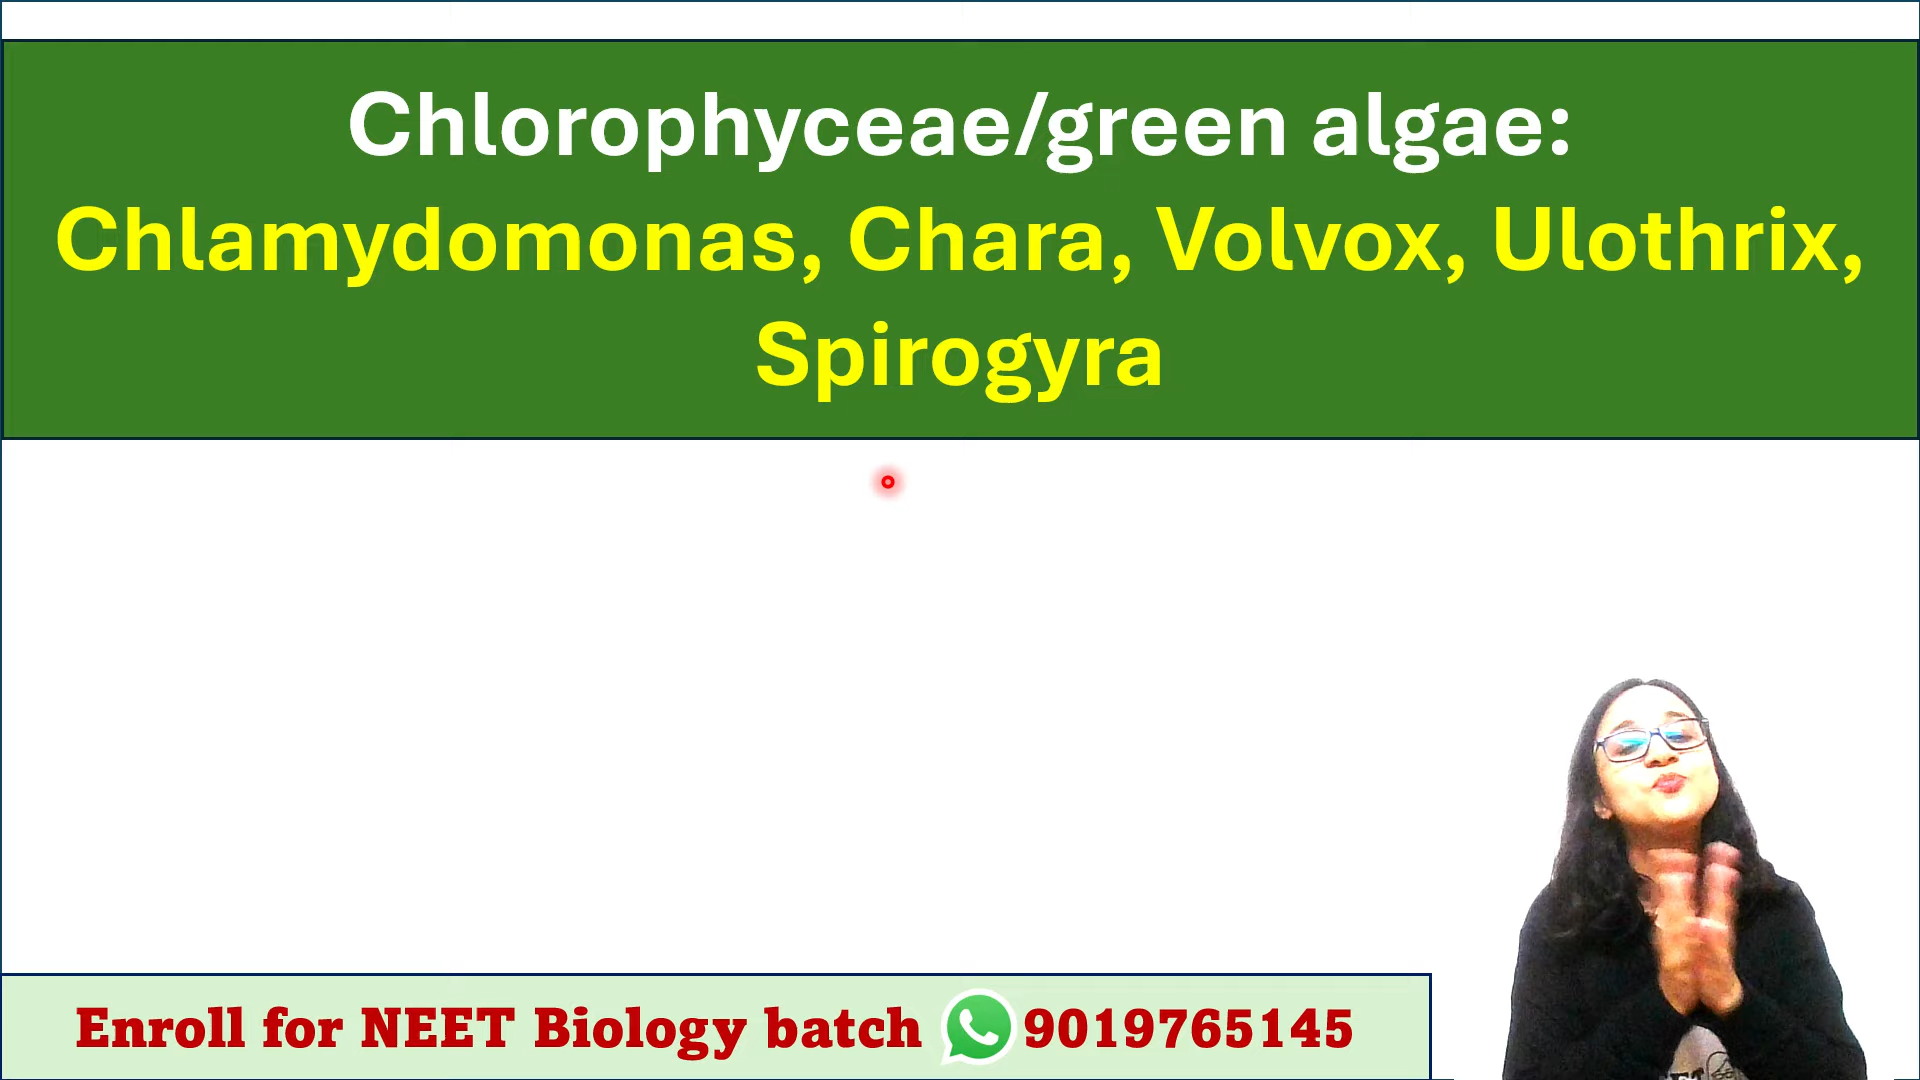 Chlorophyceae/green algae:
Chlamydomonas, Chara, Volvox, Ulothrix,
Spirogyra
Enroll for NEET Biology batch 9019765145